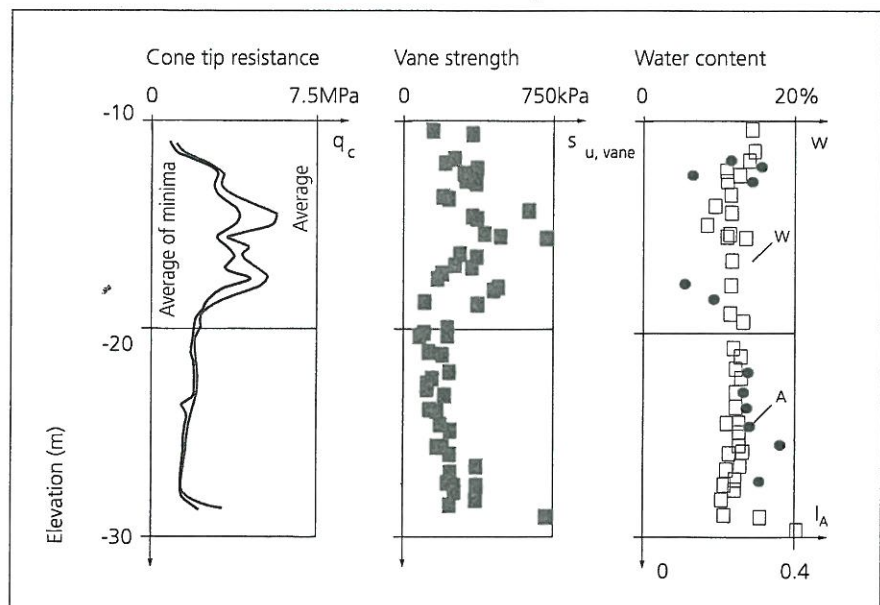 Cone tip resistance
0 7.5MPa
q c
Average of minima
Average
Vane strength
0 750kPa
s u, vane
Water content
0 20%
W
W
A
I A
0 0.4
-10
-20
-30
Elevation (m)